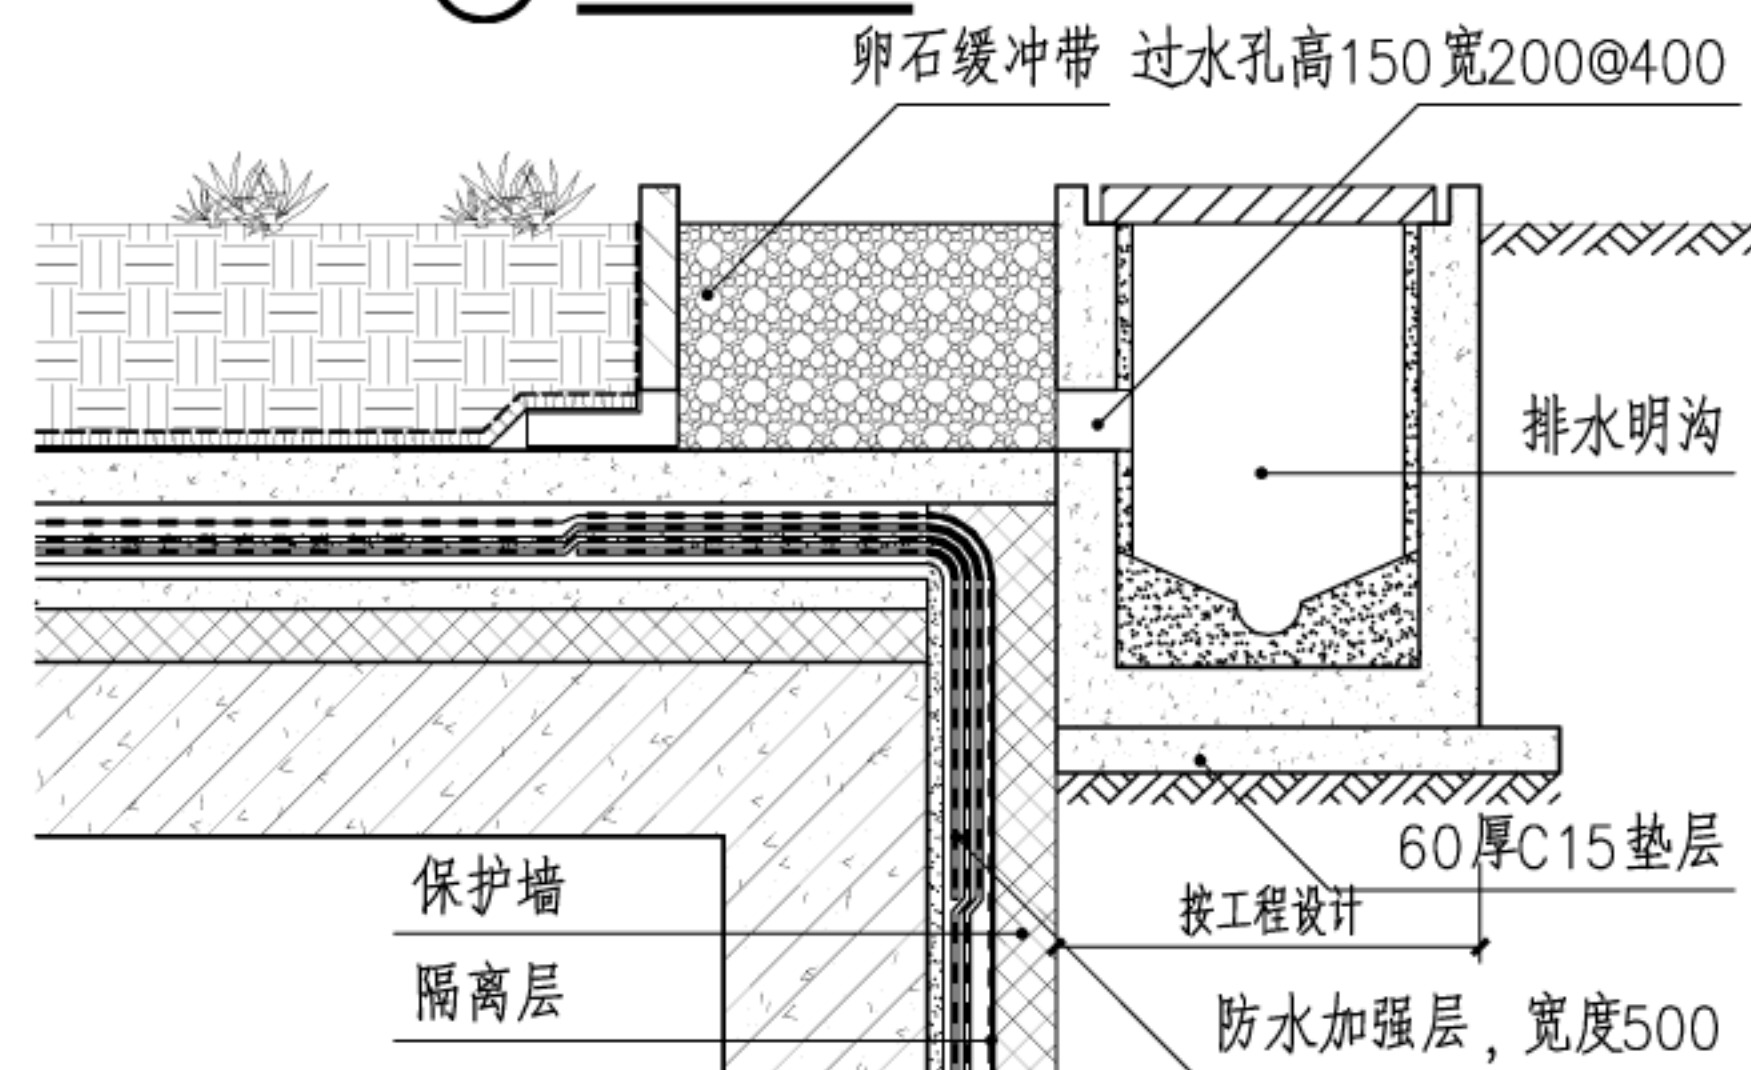 卵石缓冲带
过水孔高150宽200@400
排水明沟
60厚C15垫层
保护墙
按工程设计
隔离层
防水加强层，宽度500